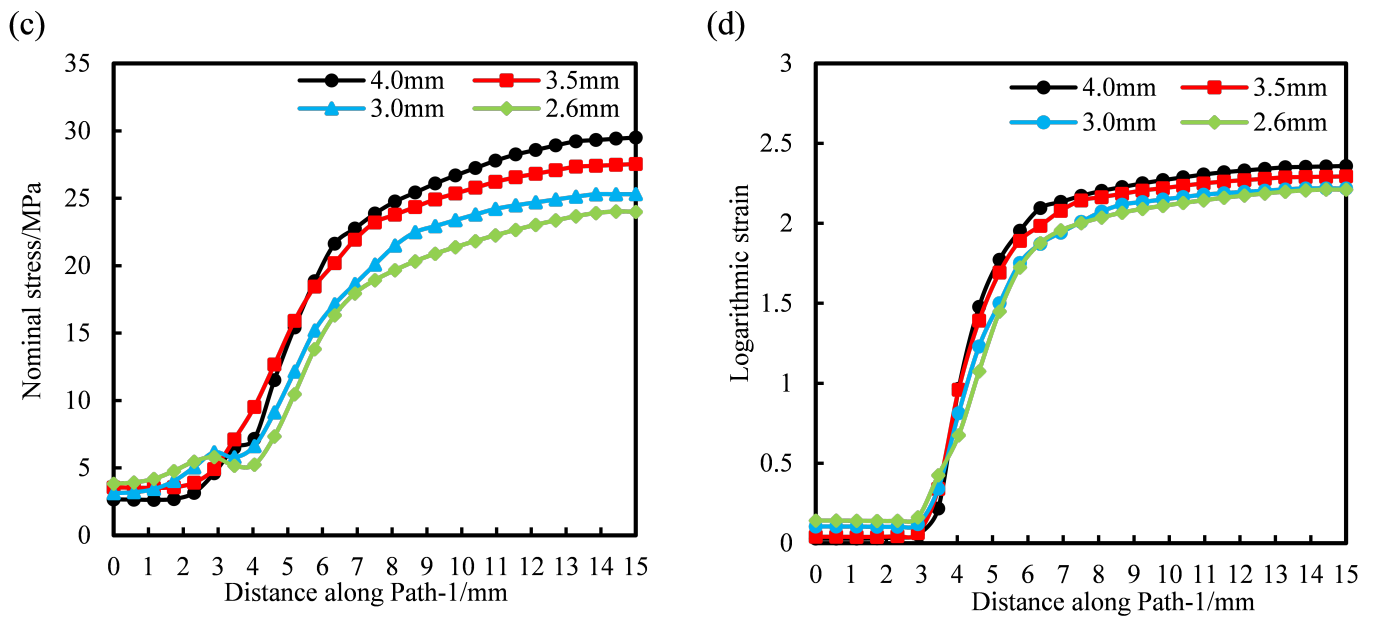 (c)
35
30
25
20
15
10
5
0
Nominal stress/MPa
4.0mm 3.5mm
3.0mm 2.6mm
0 1 2 3 4 5 6 7 8 9 10 11 12 13 14 15
Distance along Path-1/mm
(d)
3
2.5
2
1.5
1
0.5
0
Logarithmic strain
4.0mm 3.5mm
3.0mm 2.6mm
0 1 2 3 4 5 6 7 8 9 10 11 12 13 14 15
Distance along Path-1/mm